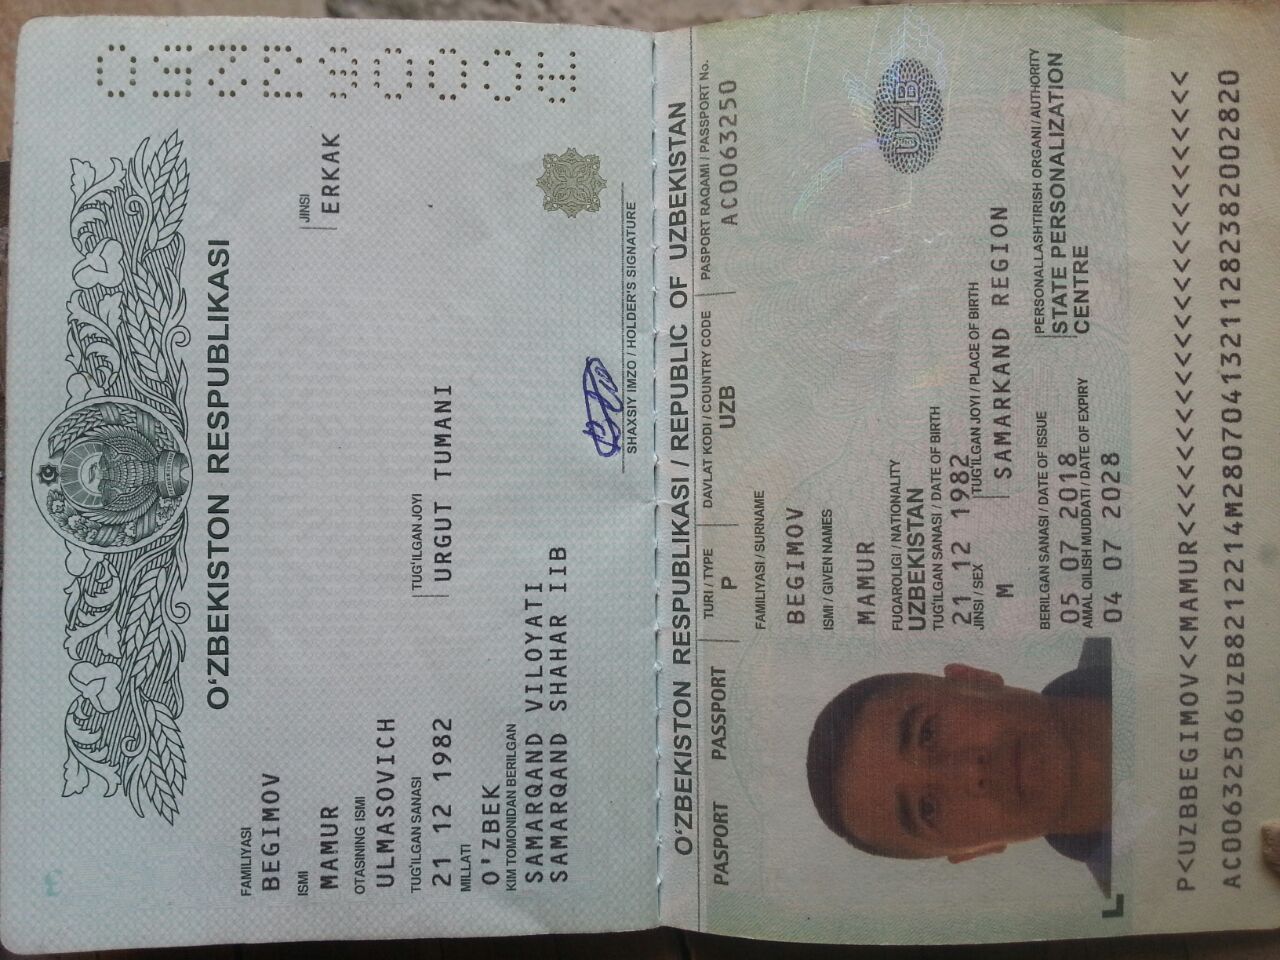 O‘ZBEKISTON RESPUBLIKASI
FAMILIYASI
BEGIMOV
ISMI
MAMUR
JINSI
ERKAK
OTASINING ISMI
ULMASOVICH
TUG'ILGAN SANASI
21 12 1982
TUG'ILGAN JOYI
URGUT TUMANI
MILLATI
O'ZBEK
KIM TOMONIDAN BERILGAN
SAMARQAND VILOYATI
SAMARQAND SHAHAR IIB
SHAXSIY IMZO / HOLDER'S SIGNATURE
O‘ZBEKISTON RESPUBLIKASI / REPUBLIC OF UZBEKISTAN
PASPORT PASSPORT
TURI / TYPE
P
DAVLAT KODI / COUNTRY CODE
UZB
PASPORT RAQAMI / PASSPORT No.
AC0063250
FAMILIYASI / SURNAME
BEGIMOV
ISMI / GIVEN NAMES
MAMUR
FUQAROLIGI / NATIONALITY
UZBEKISTAN
UZB
TUG'ILGAN SANASI / DATE OF BIRTH
21 12 1982
JINSI / SEX
M
TUG'ILGAN JOYI / PLACE OF BIRTH
SAMARKAND REGION
BERILGAN SANASI / DATE OF ISSUE
05 07 2018
PERSONALLASHTIRISH ORGANI / AUTHORITY
STATE PERSONALIZATION
CENTRE
AMAL QILISH MUDDATI / DATE OF EXPIRY
04 07 2028
P<UZBBEGIMOV<<MAMUR<<<<<<<<<<<<<<<<<<<<<<<<<
AC00632506UZB8212214M28070413211282382002820